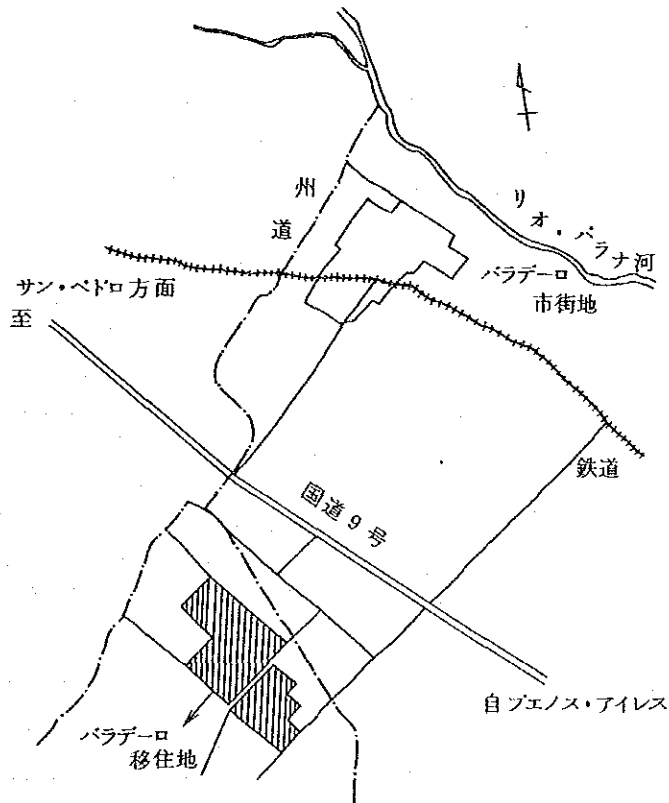 州
道
リオ・パラナ河
バラデーロ
市街地
サン・ペドロ方面
至
鉄道
国道9号
自ブエノス・アイレス
バラデーロ
移住地